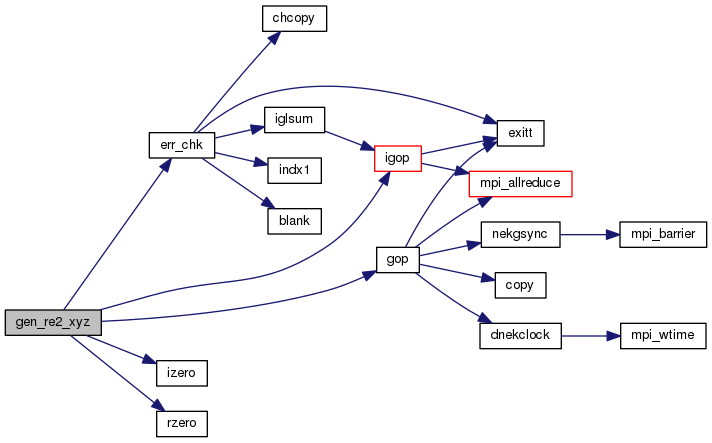 chcopy
iglsum
exitt
err_chk
igop
indx1
mpi_allreduce
blank
nekgsync
mpi_barrier
gop
copy
gen_re2_xyz
dnekclock
mpi_wtime
izero
rzero